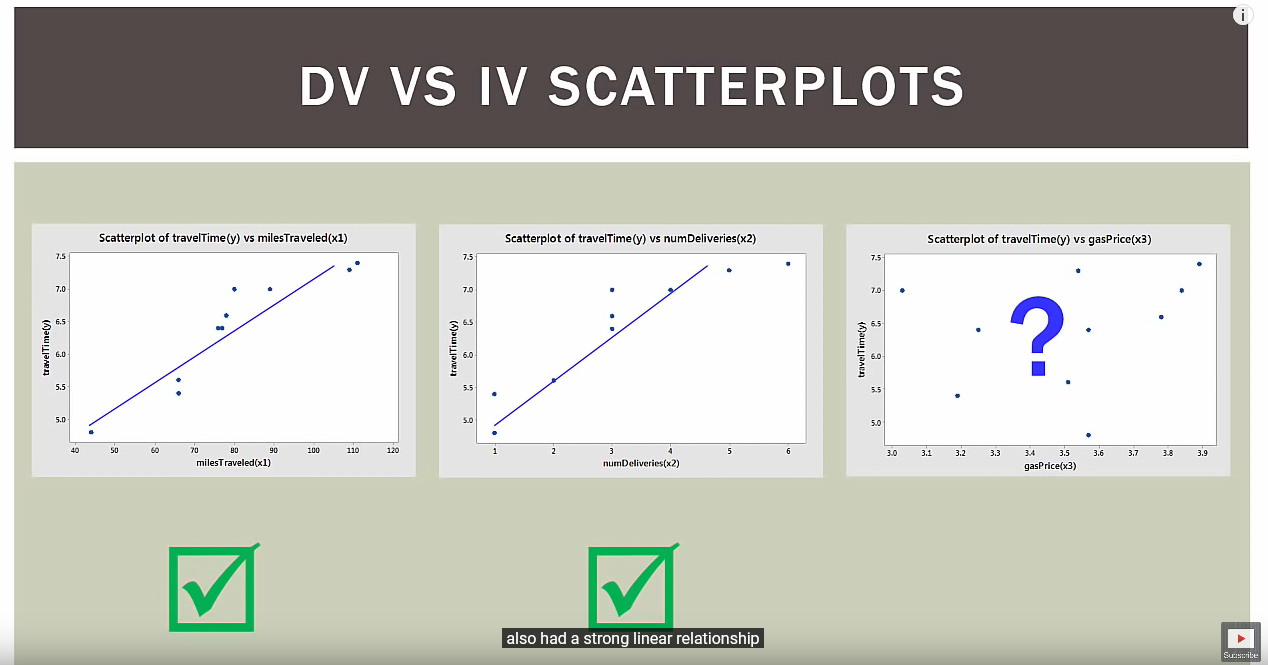 i
DV VS IV SCATTERPLOTS
Scatterplot of travelTime(y) vs milesTraveled(x1)
7.5
7.0
6.5
6.0
5.5
5.0
travelTime(y)
40 50 60 70 80 90 100 110 120
milesTraveled(x1)
Scatterplot of travelTime(y) vs numDeliveries(x2)
7.5
7.0
6.5
6.0
5.5
5.0
travelTime(y)
1 2 3 4 5 6
numDeliveries(x2)
Scatterplot of travelTime(y) vs gasPrice(x3)
7.5
7.0
6.5
6.0
5.5
5.0
travelTime(y)
?
3.0 3.1 3.2 3.3 3.4 3.5 3.6 3.7 3.8 3.9
gasPrice(x3)
also had a strong linear relationship
Subscribe